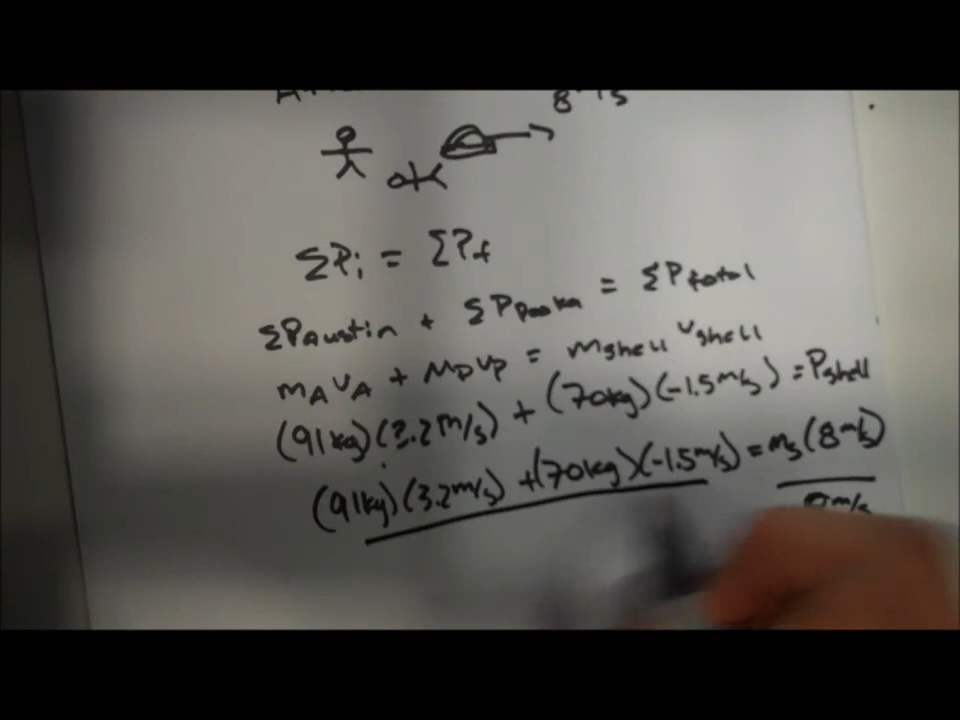 8 m/s
ΣPi = ΣPf
ΣPAustin + ΣPPooka = ΣPtotal
mAvA + mPvP = mshell vshell
(91kg)(3.2m/s) + (70kg)(-1.5m/s) = Pshell
(91kg)(3.2m/s) + (70kg)(-1.5m/s) = ms(8m/s)